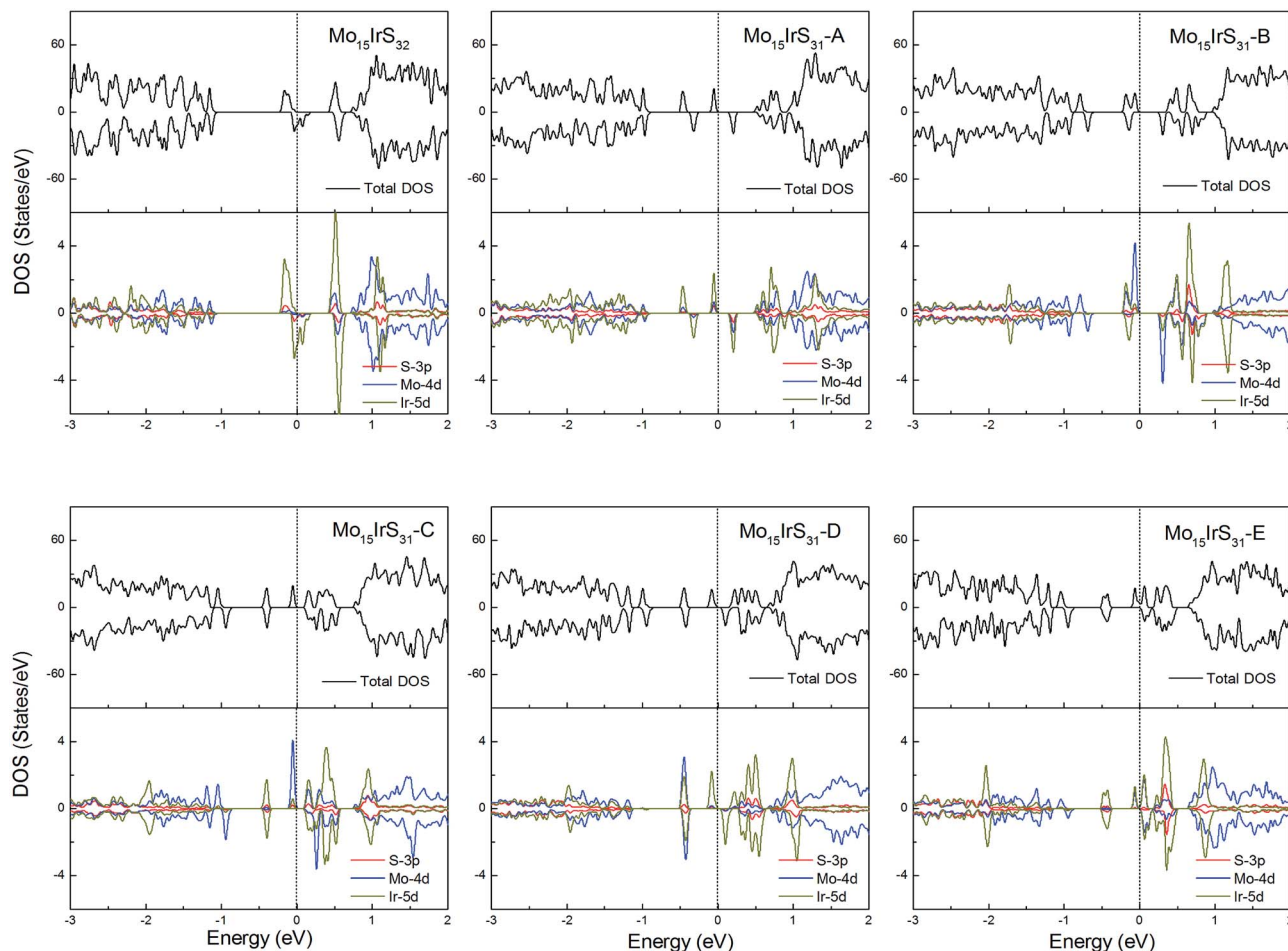 Mo₁₅IrS₃₂
Mo₁₅IrS₃₁-A
Mo₁₅IrS₃₁-B
60
0
-60
60
0
-60
60
0
-60
Total DOS
Total DOS
Total DOS
DOS (States/eV)
4
0
-4
4
0
-4
4
0
-4
S-3p
Mo-4d
Ir-5d
S-3p
Mo-4d
Ir-5d
S-3p
Mo-4d
Ir-5d
-3 -2 -1 0 1 2
-3 -2 -1 0 1 2
-3 -2 -1 0 1 2
Mo₁₅IrS₃₁-C
Mo₁₅IrS₃₁-D
Mo₁₅IrS₃₁-E
60
0
-60
60
0
-60
60
0
-60
Total DOS
Total DOS
Total DOS
DOS (States/eV)
4
0
-4
4
0
-4
4
0
-4
S-3p
Mo-4d
Ir-5d
S-3p
Mo-4d
Ir-5d
S-3p
Mo-4d
Ir-5d
-3 -2 -1 0 1 2
-3 -2 -1 0 1 2
-3 -2 -1 0 1 2
Energy (eV)
Energy (eV)
Energy (eV)